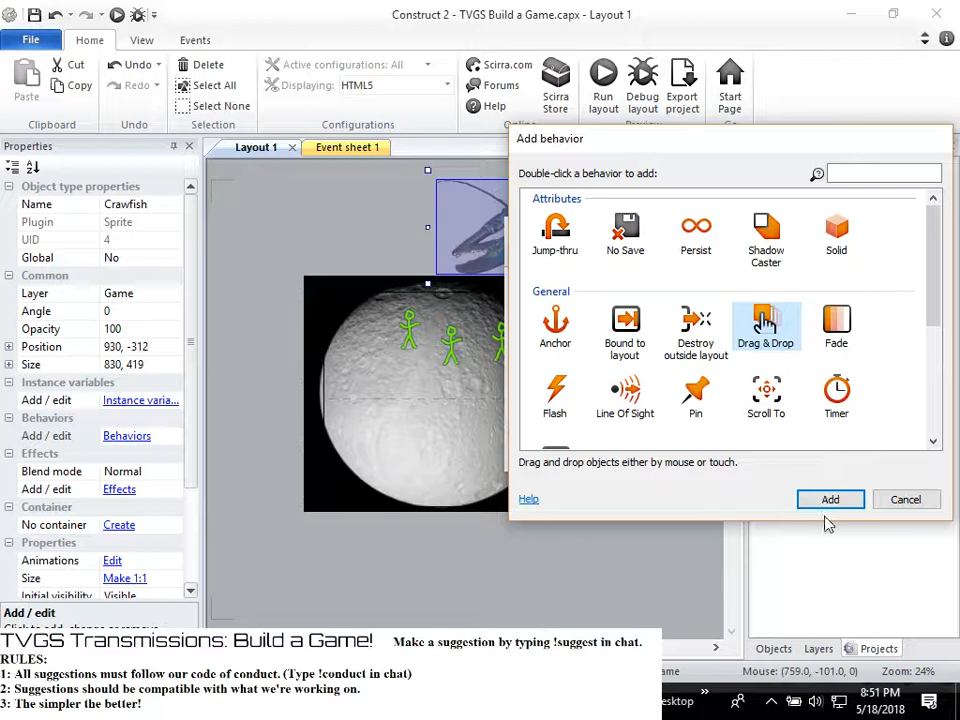 Construct 2 - TVGS Build a Game.capx - Layout 1
File
Home
View
Events
Paste
Cut
Copy
Clipboard
Undo
Redo
Undo
Delete
Select All
Select None
Selection
Active configurations: All
Displaying: HTML5
Configurations
Scirra.com
Forums
Help
Scirra Store
Run layout
Debug layout
Export project
Start Page
Properties
Layout 1
Event sheet 1
Object type properties
Name Crawfish
Plugin Sprite
UID 4
Global No
Common
Layer Game
Angle 0
Opacity 100
Position 930, -312
Size 830, 419
Instance variables
Add / edit Instance varia...
Behaviors
Add / edit Behaviors
Effects
Blend mode Normal
Add / edit Effects
Container
No container Create
Properties
Animations Edit
Size Make 1:1
Initial visibility Visible
Add / edit
Add behavior
Double-click a behavior to add:
Attributes
Jump-thru
No Save
Persist
Shadow Caster
Solid
General
Anchor
Bound to layout
Destroy outside layout
Drag & Drop
Fade
Flash
Line Of Sight
Pin
Scroll To
Timer
Drag and drop objects either by mouse or touch.
Help
Add
Cancel
Objects
Layers
Projects
Mouse: (759.0, -101.0, 0)
Zoom: 24%
TVGS Transmissions: Build a Game!
Make a suggestion by typing !suggest in chat.
RULES:
1: All suggestions must follow our code of conduct. (Type !conduct in chat)
2: Suggestions should be compatible with what we're working on.
3: The simpler the better!
8:51 PM
5/18/2018